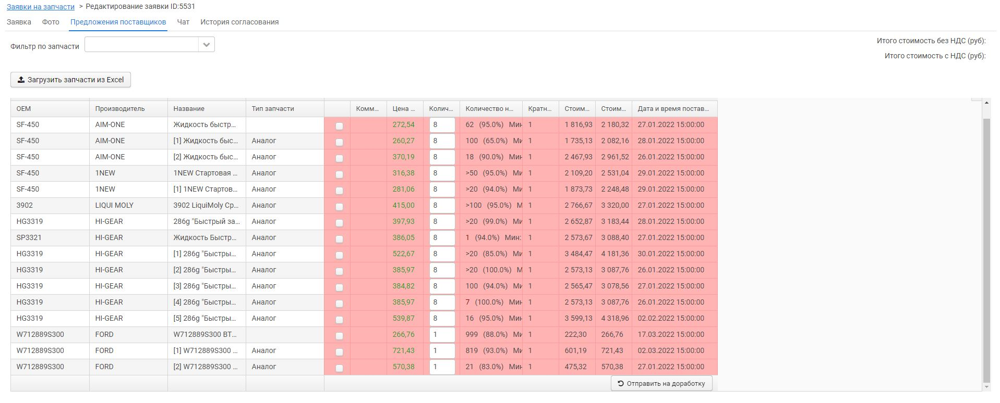 Заявки на запчасти > Редактирование заявки ID:5531
Заявка Фото Предложения поставщиков Чат История согласования
Фильтр по запчасти
Итого стоимость без НДС (руб):
Итого стоимость с НДС (руб):
Загрузить запчасти из Excel
OEM Производитель Название Тип запчасти Комм... Цена ... Колич... Количество н... Кратн... Стоим... Стоим... Дата и время постав...
SF-450 AIM-ONE Жидкость быстр... 272,54 8 62 (95.0%) Мин 1 1 816,93 2 180,32 27.01.2022 15:00:00
SF-450 AIM-ONE [1] Жидкость быс... Аналог 260,27 8 100 (65.0%) Ми 1 1 735,13 2 082,16 28.01.2022 15:00:00
SF-450 AIM-ONE [2] Жидкость быс... Аналог 370,19 8 18 (90.0%) Мин 1 2 467,93 2 961,52 26.01.2022 15:00:00
SF-450 1NEW 1NEW Стартовая ... Аналог 316,38 8 >50 (95.0%) Ми 1 2 109,20 2 531,04 29.01.2022 15:00:00
SF-450 1NEW [1] 1NEW Стартов... Аналог 281,06 8 >20 (94.0%) Ми 1 1 873,73 2 248,48 29.01.2022 15:00:00
3902 LIQUI MOLY 3902 LiquiMoly Ср... Аналог 415,00 8 >100 (95.0%) М 1 2 766,67 3 320,00 27.01.2022 15:00:00
HG3319 HI-GEAR 286g "Быстрый за... Аналог 397,93 8 >20 (99.0%) Ми 1 2 652,87 3 183,44 28.01.2022 15:00:00
SP3321 HI-GEAR Жидкость Быстр... Аналог 386,05 8 1 (94.0%) Мин: 1 2 573,67 3 088,40 27.01.2022 15:00:00
HG3319 HI-GEAR [1] 286g "Быстры... Аналог 522,67 8 >20 (85.0%) Ми 1 3 484,47 4 181,36 30.01.2022 15:00:00
HG3319 HI-GEAR [2] 286g "Быстры... Аналог 385,97 8 >20 (100.0%) М 1 2 573,13 3 087,76 26.01.2022 15:00:00
HG3319 HI-GEAR [3] 286g "Быстры... Аналог 384,82 8 100 (94.0%) Ми 1 2 565,47 3 078,56 27.01.2022 15:00:00
HG3319 HI-GEAR [4] 286g "Быстры... Аналог 385,97 8 7 (100.0%) Мин 1 2 573,13 3 087,76 26.01.2022 15:00:00
HG3319 HI-GEAR [5] 286g "Быстры... Аналог 539,87 8 16 (95.0%) Мин 1 3 599,13 4 318,96 02.02.2022 15:00:00
W712889S300 FORD W712889S300 BT... 266,76 1 999 (88.0%) Ми 1 222,30 266,76 17.03.2022 15:00:00
W712889S300 FORD [1] W712889S300 ... Аналог 721,43 1 819 (93.0%) Ми 1 601,19 721,43 02.03.2022 15:00:00
W712889S300 FORD [2] W712889S300 ... Аналог 570,38 1 21 (83.0%) Мин 1 475,32 570,38 27.01.2022 15:00:00
Отправить на доработку